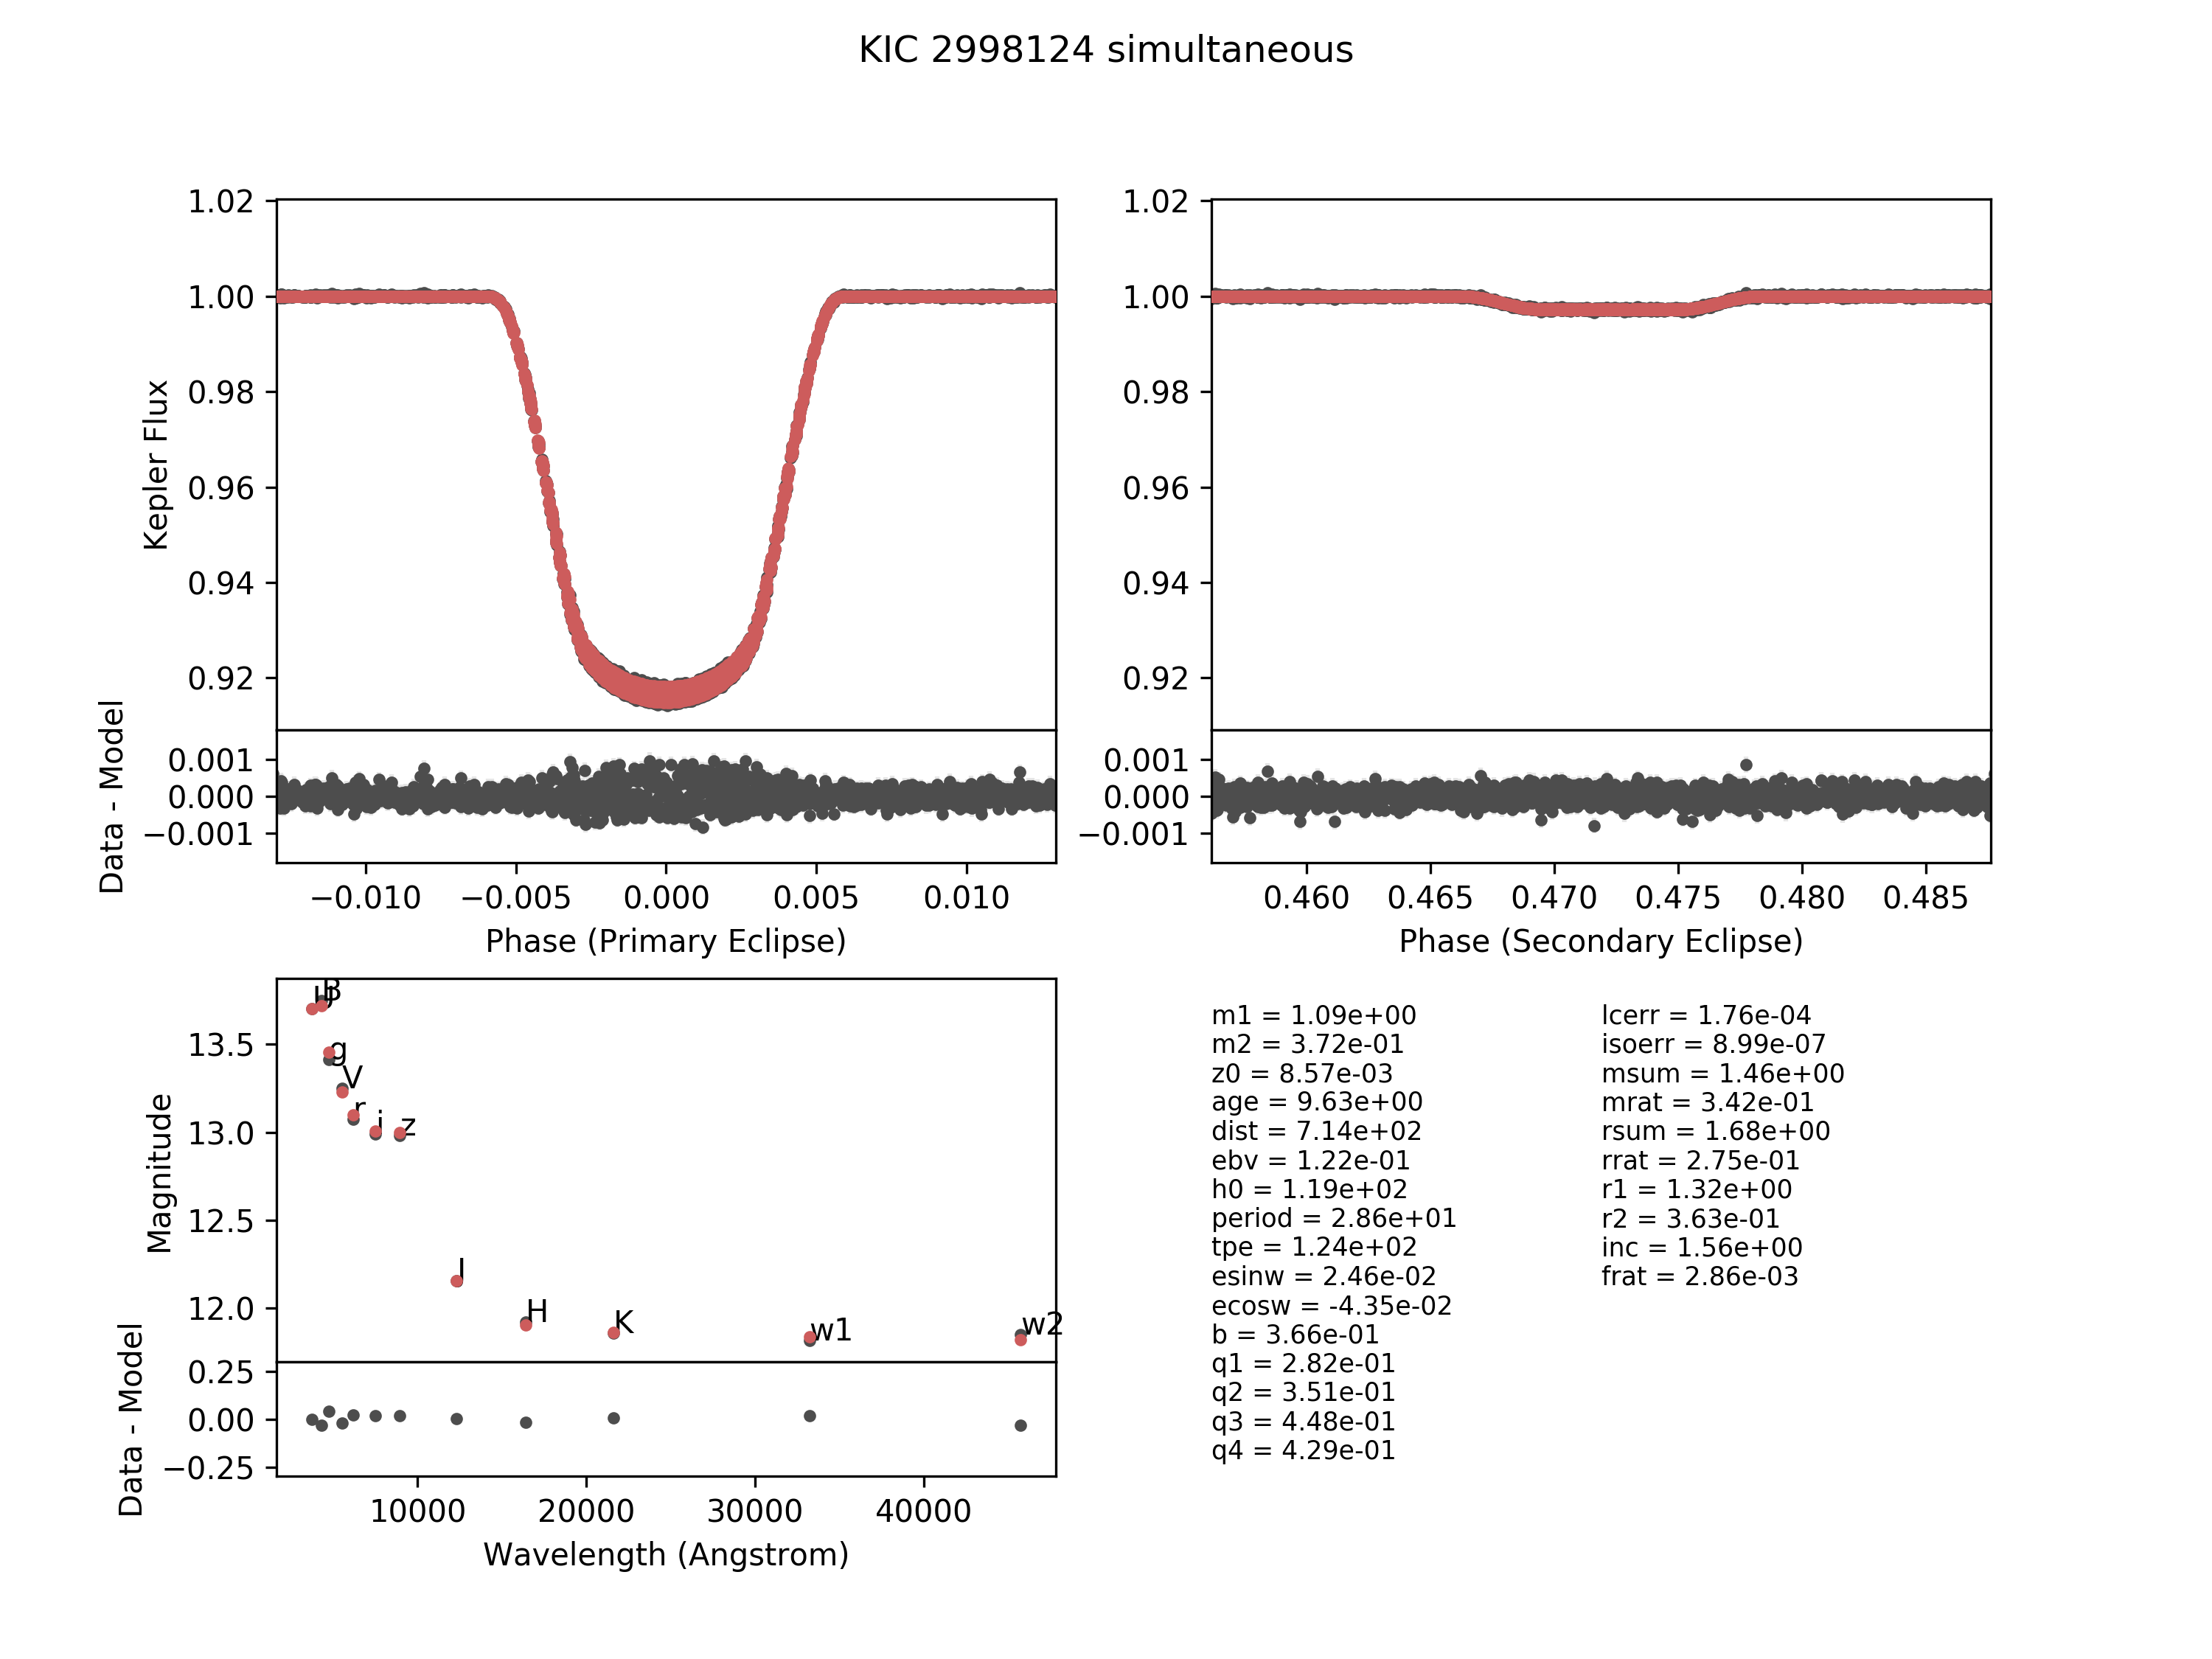 KIC 2998124 simultaneous
1.02
1.00
0.98
0.96
0.94
0.92
Kepler Flux
0.001
0.000
−0.001
Data - Model
−0.010 −0.005 0.000 0.005 0.010
Phase (Primary Eclipse)
1.02
1.00
0.98
0.96
0.94
0.92
0.001
0.000
−0.001
0.460 0.465 0.470 0.475 0.480 0.485
Phase (Secondary Eclipse)
13.5
13.0
12.5
12.0
Magnitude
U B
g
V
r
i
z
J
H
K
w1
w2
0.25
0.00
−0.25
Data - Model
10000 20000 30000 40000
Wavelength (Angstrom)
m1 = 1.09e+00
m2 = 3.72e-01
z0 = 8.57e-03
age = 9.63e+00
dist = 7.14e+02
ebv = 1.22e-01
h0 = 1.19e+02
period = 2.86e+01
tpe = 1.24e+02
esinw = 2.46e-02
ecosw = -4.35e-02
b = 3.66e-01
q1 = 2.82e-01
q2 = 3.51e-01
q3 = 4.48e-01
q4 = 4.29e-01
lcerr = 1.76e-04
isoerr = 8.99e-07
msum = 1.46e+00
mrat = 3.42e-01
rsum = 1.68e+00
rrat = 2.75e-01
r1 = 1.32e+00
r2 = 3.63e-01
inc = 1.56e+00
frat = 2.86e-03